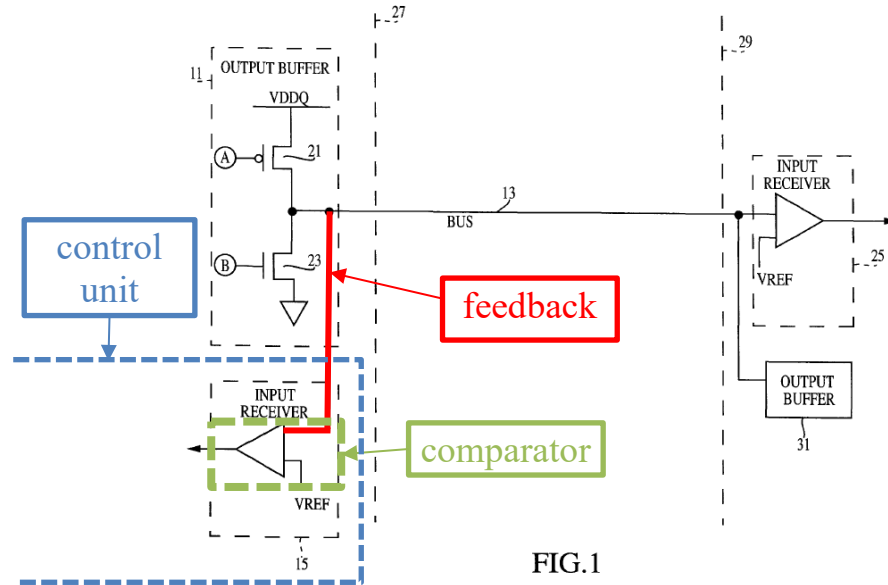 27
29
11
OUTPUT BUFFER
VDDQ
A
21
INPUT
RECEIVER
13
BUS
control
unit
B
23
VREF
25
feedback
INPUT
RECEIVER
OUTPUT
BUFFER
31
comparator
VREF
15
FIG.1